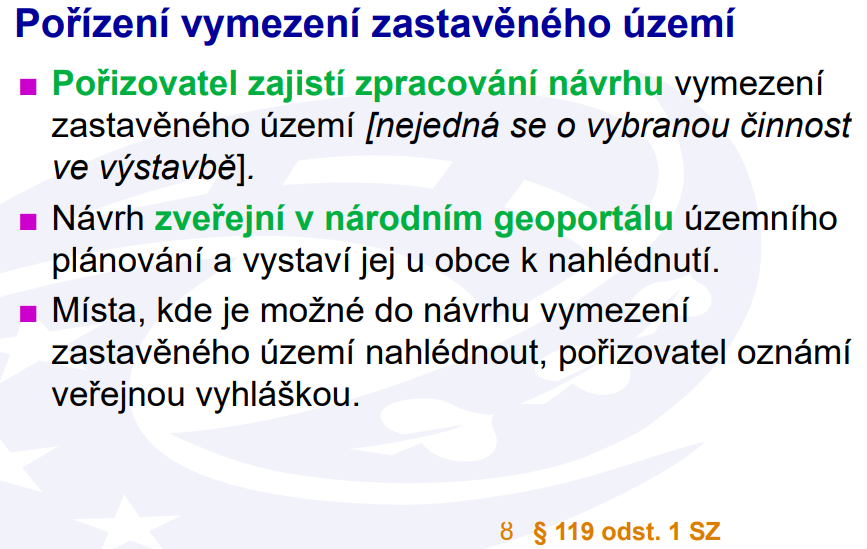 Pořízení vymezení zastavěného území
■ Pořizovatel zajistí zpracování návrhu vymezení
zastavěného území [nejedná se o vybranou činnost
ve výstavbě].
■ Návrh zveřejní v národním geoportálu územního
plánování a vystaví jej u obce k nahlédnutí.
■ Místa, kde je možné do návrhu vymezení
zastavěného území nahlédnout, pořizovatel oznámí
veřejnou vyhláškou.
8 § 119 odst. 1 SZ